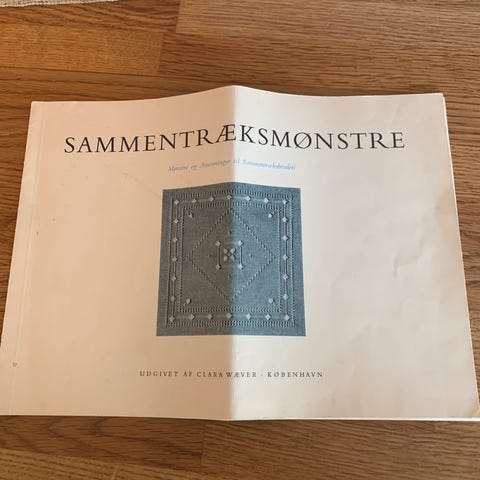 SAMMENTRÆKSMØNSTRE
Mønstre og Anvisninger til Sammentræksbroderi
UDGIVET AF CLARA WÆVER · KØBENHAVN